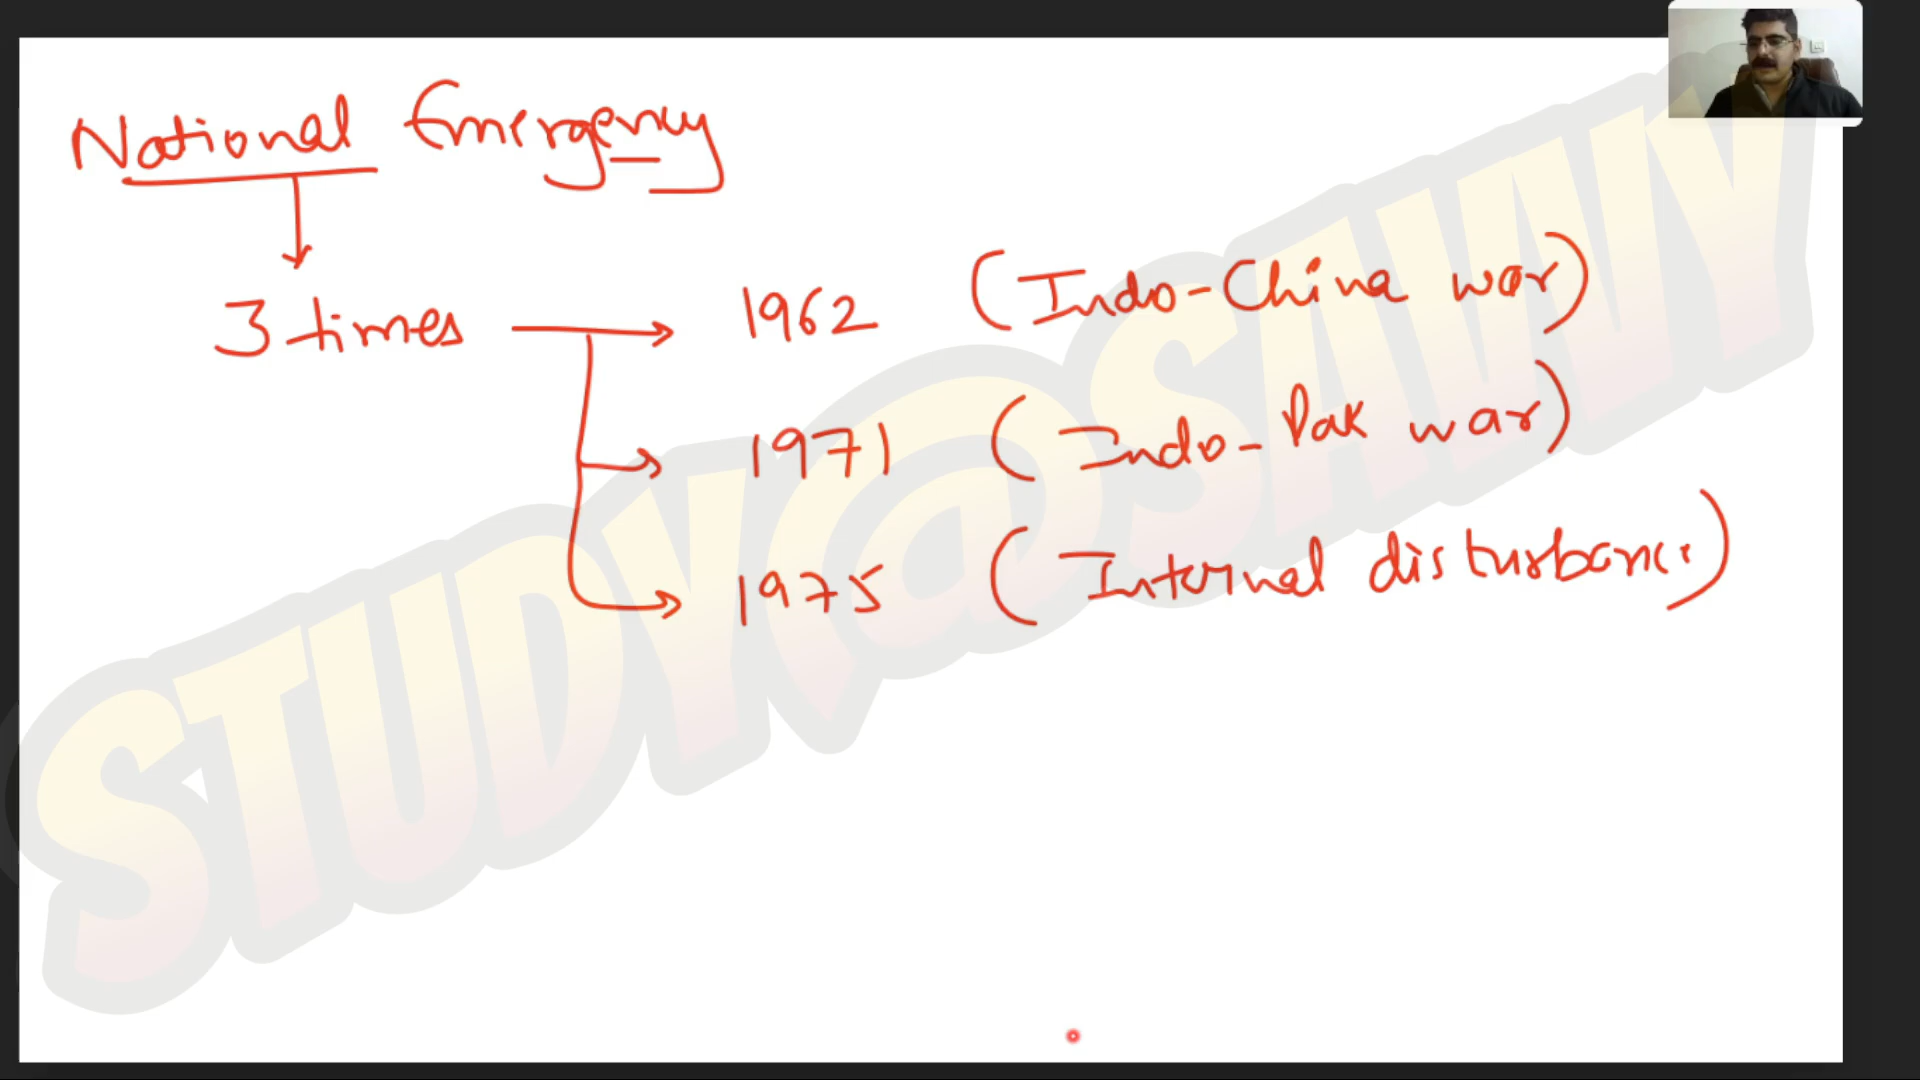 National Emergency
3 times → 1962 (Indo-China war)
→ 1971 (Indo-Pak war)
→ 1975 (Internal disturbance)
STUDY@SAVVY